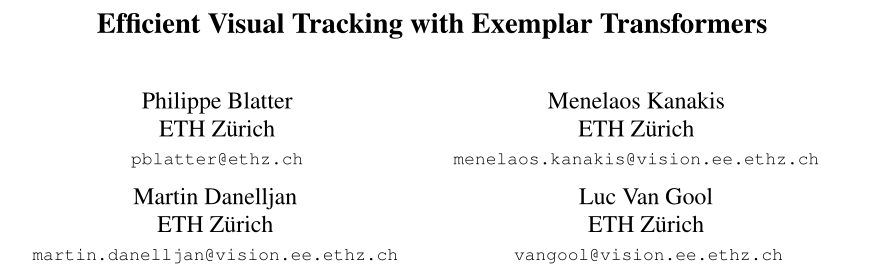 Efficient Visual Tracking with Exemplar Transformers
Philippe Blatter
ETH Zürich
pblatter@ethz.ch
Menelaos Kanakis
ETH Zürich
menelaos.kanakis@vision.ee.ethz.ch
Martin Danelljan
ETH Zürich
martin.danelljan@vision.ee.ethz.ch
Luc Van Gool
ETH Zürich
vangool@vision.ee.ethz.ch